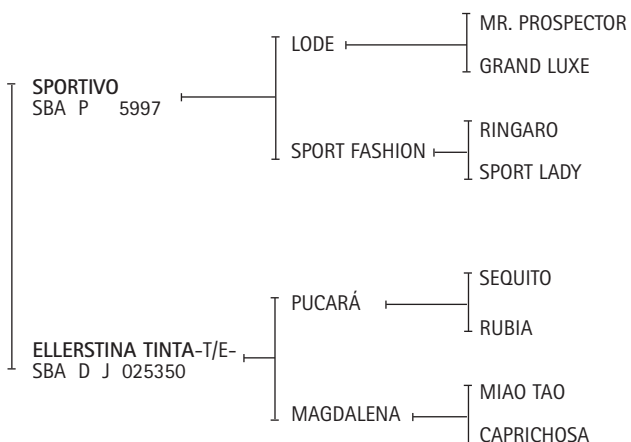 MR. PROSPECTOR
LODE
GRAND LUXE
SPORTIVO
SBA P 5997
RINGARO
SPORT FASHION
SPORT LADY
SEQUITO
PUCARÁ
RUBIA
ELLERSTINA TINTA-T/E-
SBA D J 025350
MIAO TAO
MAGDALENA
CAPRICHOSA